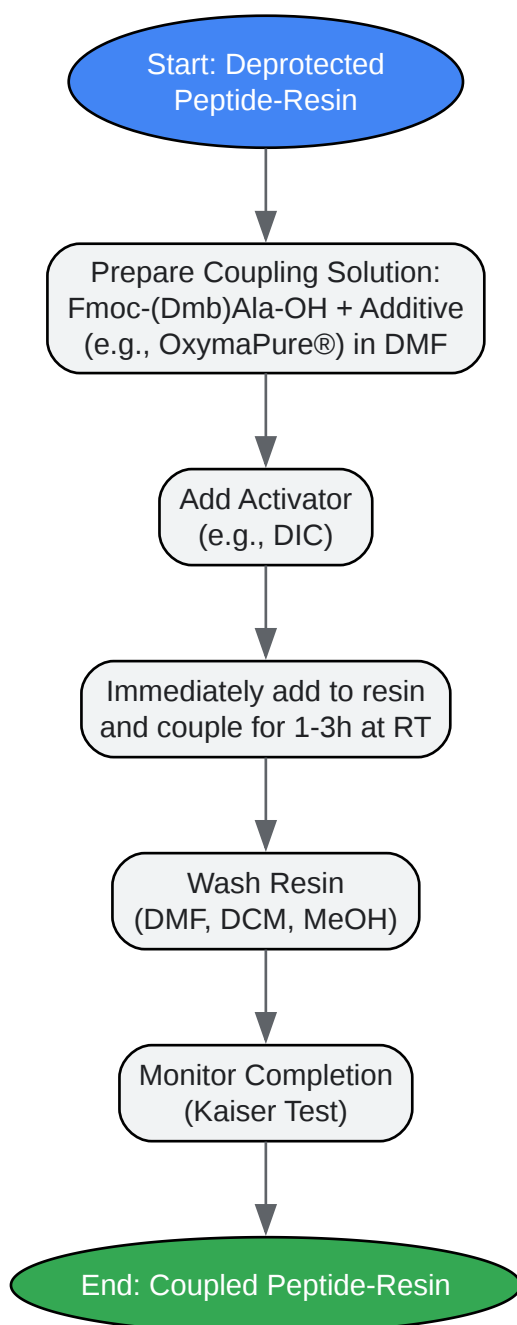 Start: Deprotected
Peptide-Resin
Prepare Coupling Solution:
Fmoc-(Dmb)Ala-OH + Additive
(e.g., OxymaPure®) in DMF
Add Activator
(e.g., DIC)
Immediately add to resin
and couple for 1-3h at RT
Wash Resin
(DMF, DCM, MeOH)
Monitor Completion
(Kaiser Test)
End: Coupled Peptide-Resin